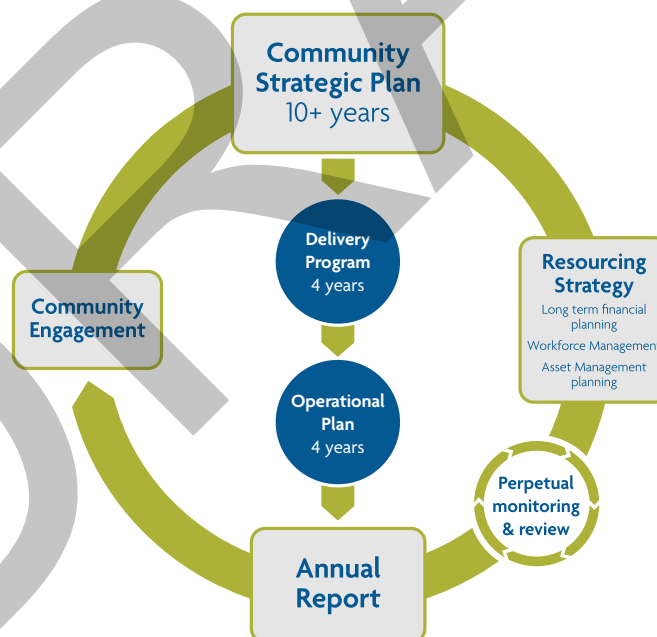 Community
Strategic Plan
10+ years
Delivery
Program
4 years
Community
Engagement
Resourcing
Strategy
Long term financial
planning
Workforce Management
Asset Management
planning
Operational
Plan
4 years
Perpetual
monitoring
& review
Annual
Report